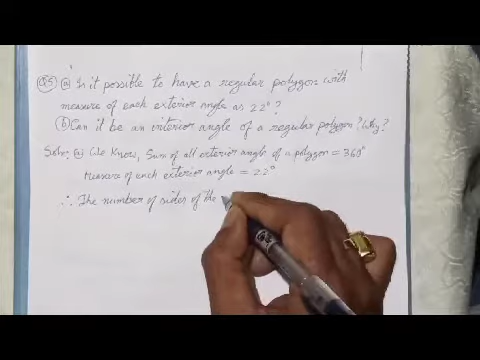 Q5 (a) Is it possible to have a regular polygon with
measure of each exterior angle as 22°?
(b) Can it be an interior angle of a regular polygon? Why?
Soln: (a) We know, Sum of all exterior angle of a polygon = 360°
Measure of each exterior angle = 22°
∴ The number of sides of the